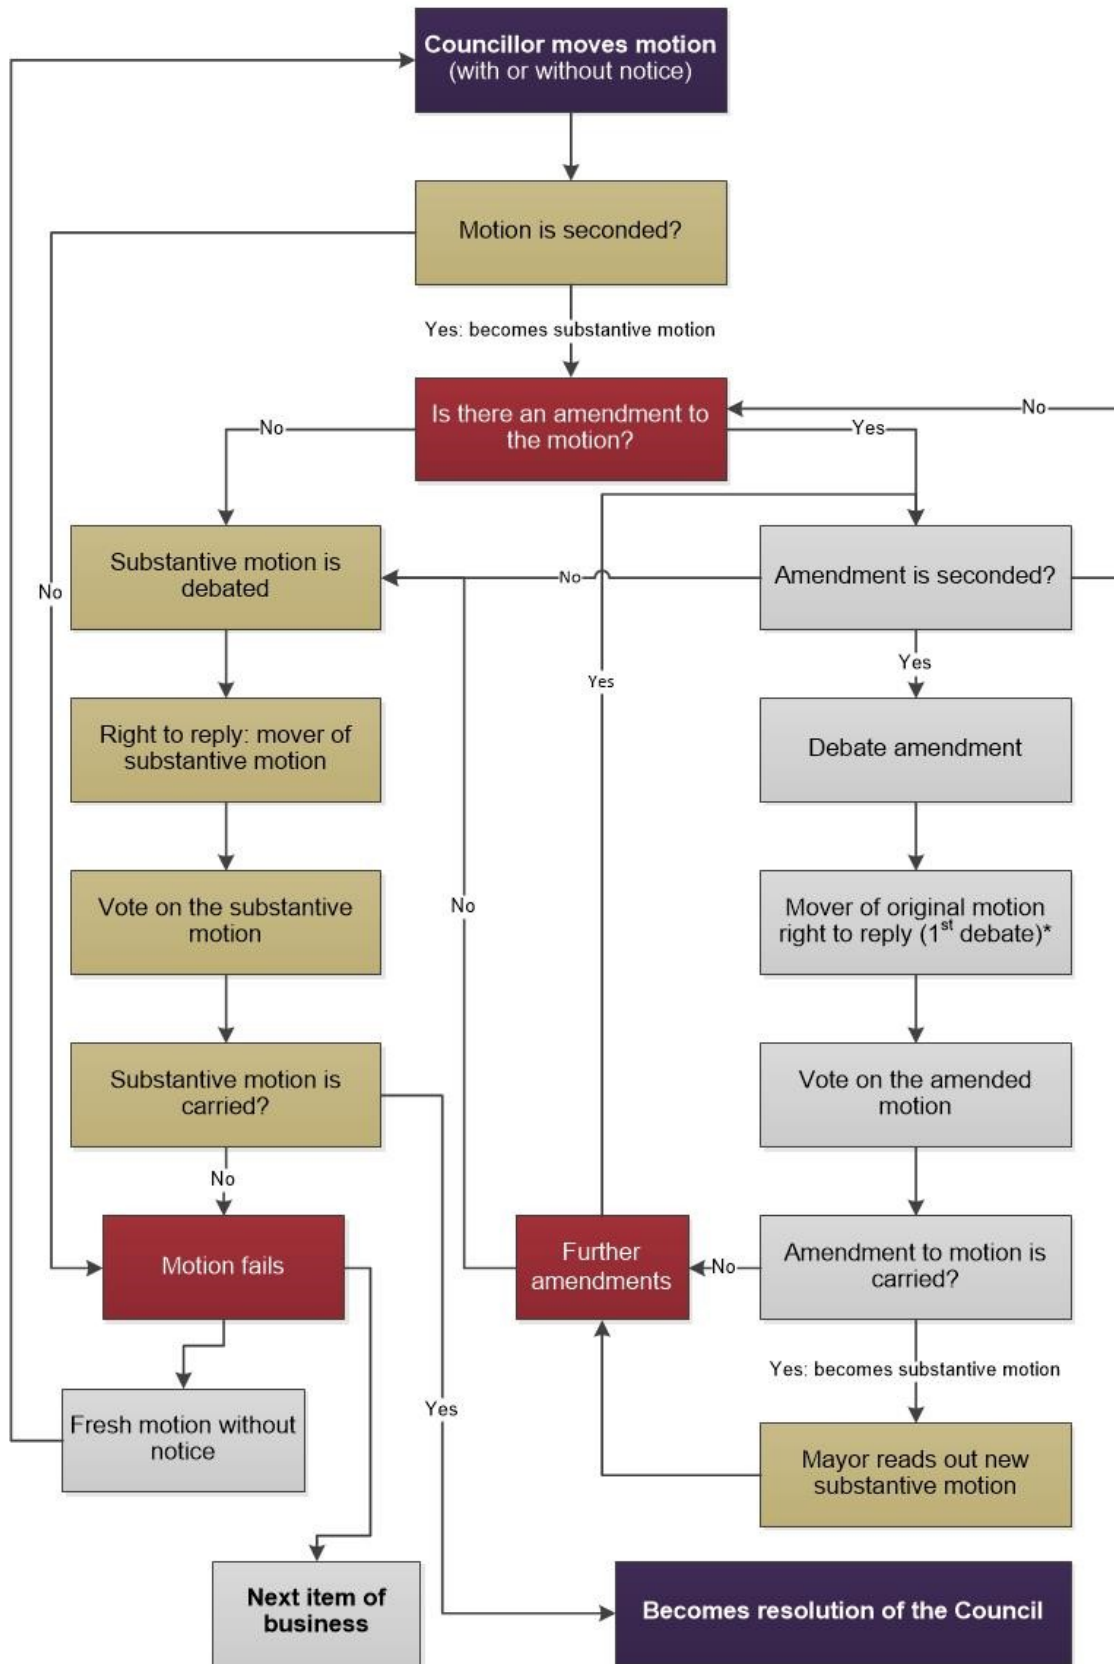 Councillor moves motion
(with or without notice)
Motion is seconded?
Yes: becomes substantive motion
Is there an amendment to
the motion?
No
No
Yes
Substantive motion is
debated
No
Amendment is seconded?
No
Yes
Yes
Right to reply: mover of
substantive motion
Debate amendment
Vote on the substantive
motion
No
Mover of original motion
right to reply (1st debate)*
Substantive motion is
carried?
Vote on the amended
motion
No
Motion fails
Further
amendments
No
Amendment to motion is
carried?
Yes: becomes substantive motion
Fresh motion without
notice
Yes
Mayor reads out new
substantive motion
Next item of
business
Becomes resolution of the Council